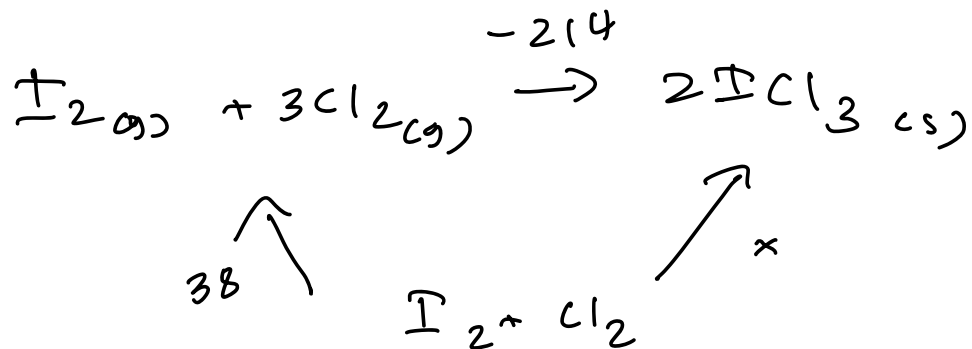 -214
I2(g) + 3Cl2(g) → 2ICl3(s)
38
x
I2+ Cl2